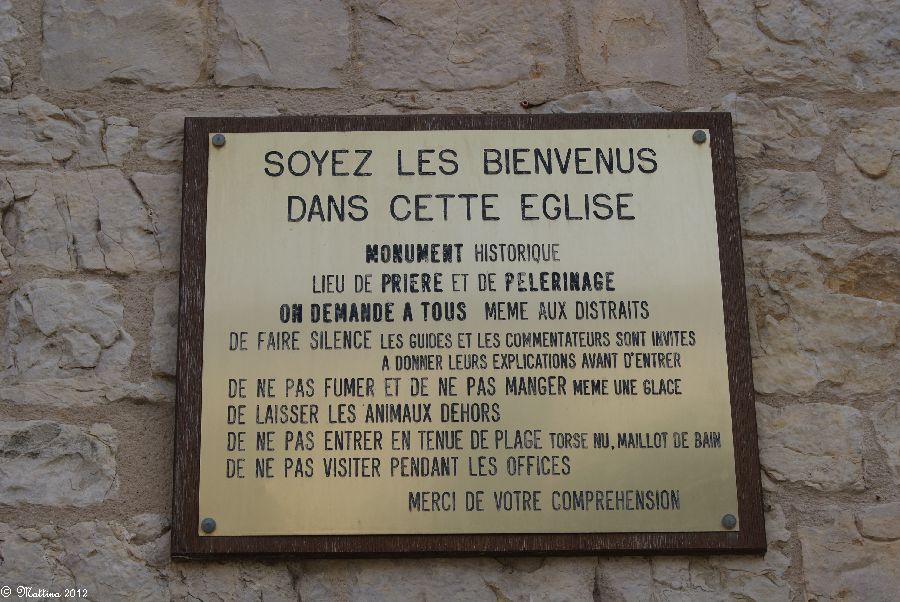 SOYEZ LES BIENVENUS
DANS CETTE EGLISE
MONUMENT HISTORIQUE
LIEU DE PRIERE ET DE PELERINAGE
ON DEMANDE A TOUS MEME AUX DISTRAITS
DE FAIRE SILENCE LES GUIDES ET LES COMMENTATEURS SONT INVITES
A DONNER LEURS EXPLICATIONS AVANT D'ENTRER
DE NE PAS FUMER ET DE NE PAS MANGER MEME UNE GLACE
DE LAISSER LES ANIMAUX DEHORS
DE NE PAS ENTRER EN TENUE DE PLAGE TORSE NU, MAILLOT DE BAIN
DE NE PAS VISITER PENDANT LES OFFICES
MERCI DE VOTRE COMPREHENSION
© Mattina 2012